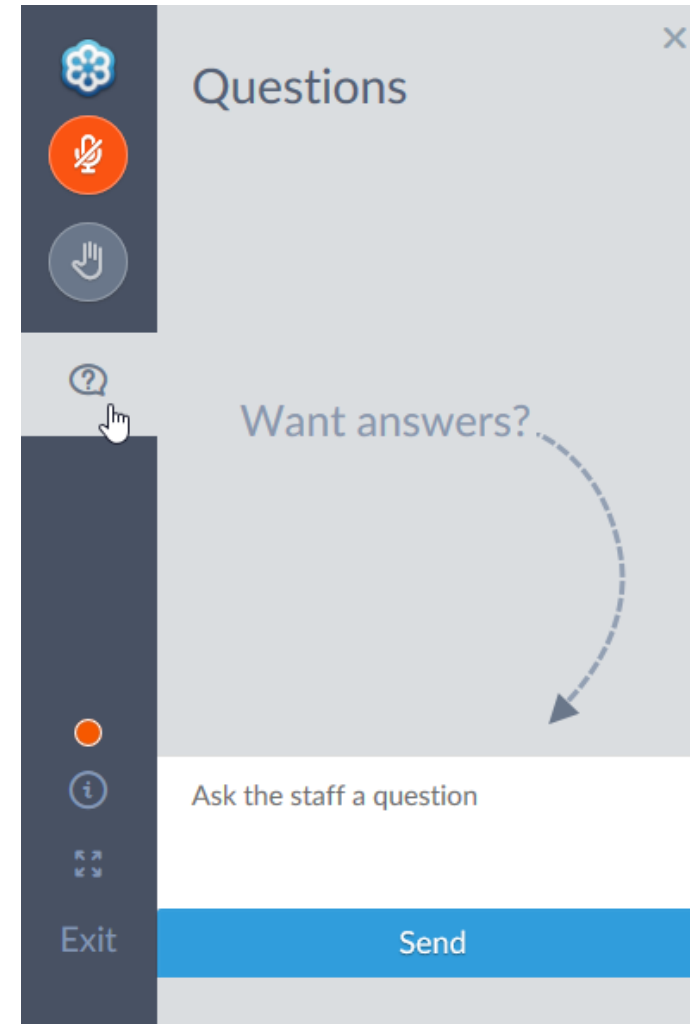 Questions
Want answers?
Ask the staff a question
Exit
Send